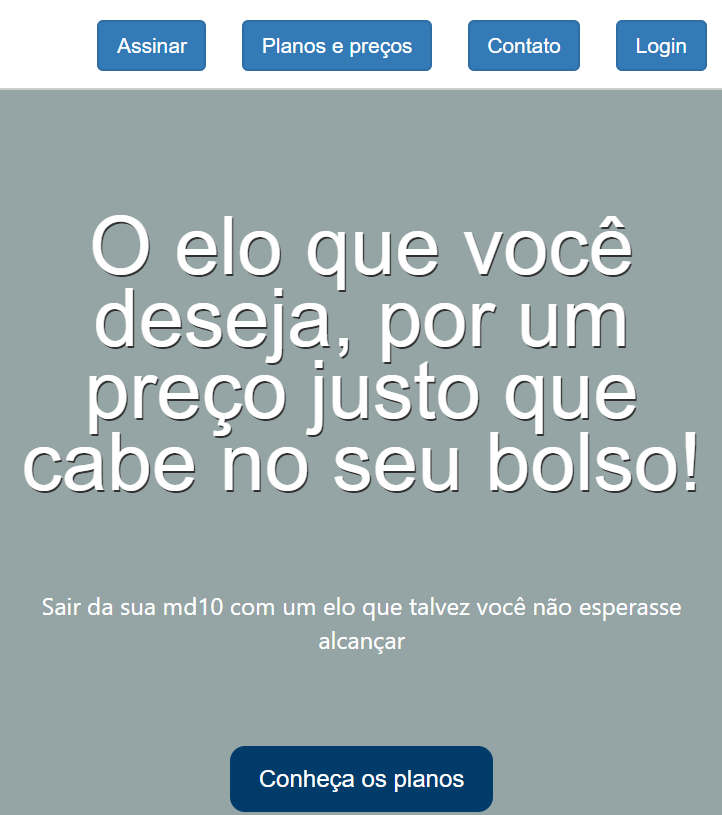 Assinar Planos e preços Contato Login
O elo que você
deseja, por um
preço justo que
cabe no seu bolso!
Sair da sua md10 com um elo que talvez você não esperasse
alcançar
Conheça os planos